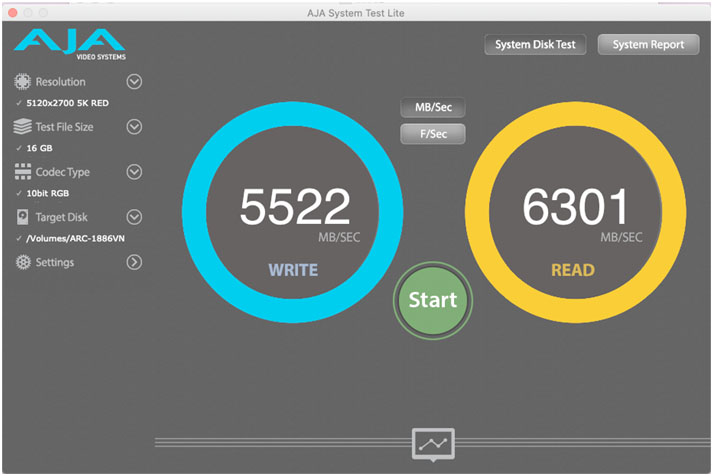 AJA System Test Lite
AJA
VIDEO SYSTEMS
System Disk Test
System Report
Resolution
✓ 5120x2700 5K RED
Test File Size
✓ 16 GB
Codec Type
✓ 10bit RGB
Target Disk
✓ /Volumes/ARC-1886VN
Settings
MB/Sec
F/Sec
5522
MB/SEC
WRITE
6301
MB/SEC
READ
Start